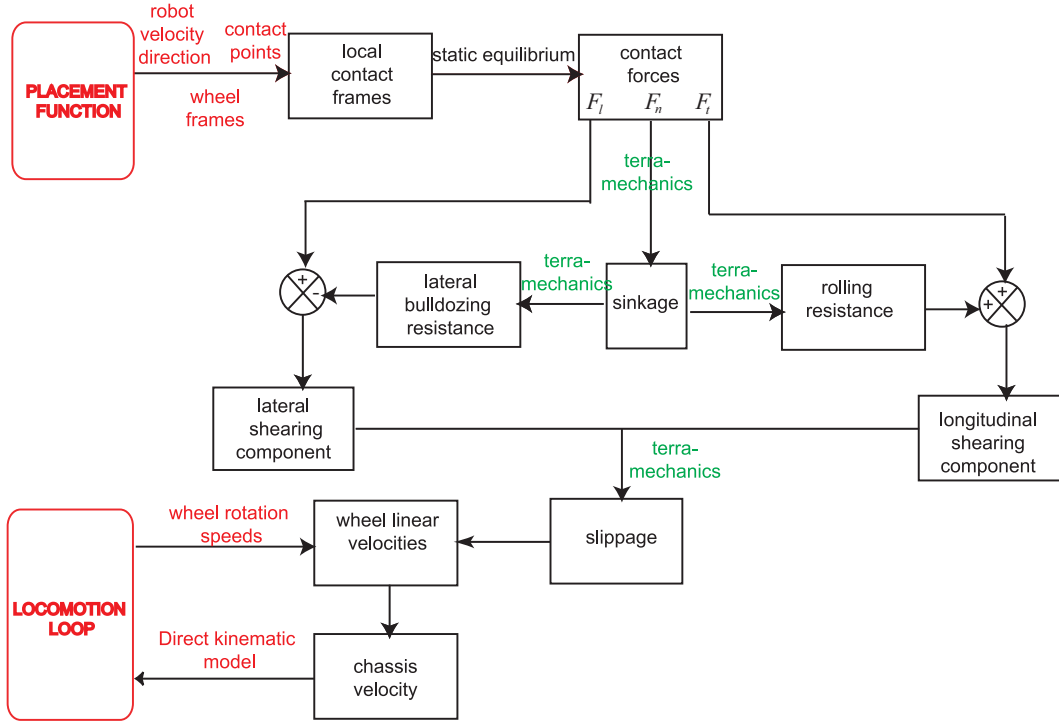 robot
velocity
direction
contact
points
PLACEMENT
FUNCTION
wheel
frames
local
contact
frames
static equilibrium
contact
forces
F_l F_n F_t
terra-
mechanics
+
-
lateral
bulldozing
resistance
terra-
mechanics
sinkage
terra-
mechanics
rolling
resistance
+
+
lateral
shearing
component
longitudinal
shearing
component
terra-
mechanics
wheel rotation
speeds
wheel linear
velocities
slippage
LOCOMOTION
LOOP
Direct kinematic
model
chassis
velocity